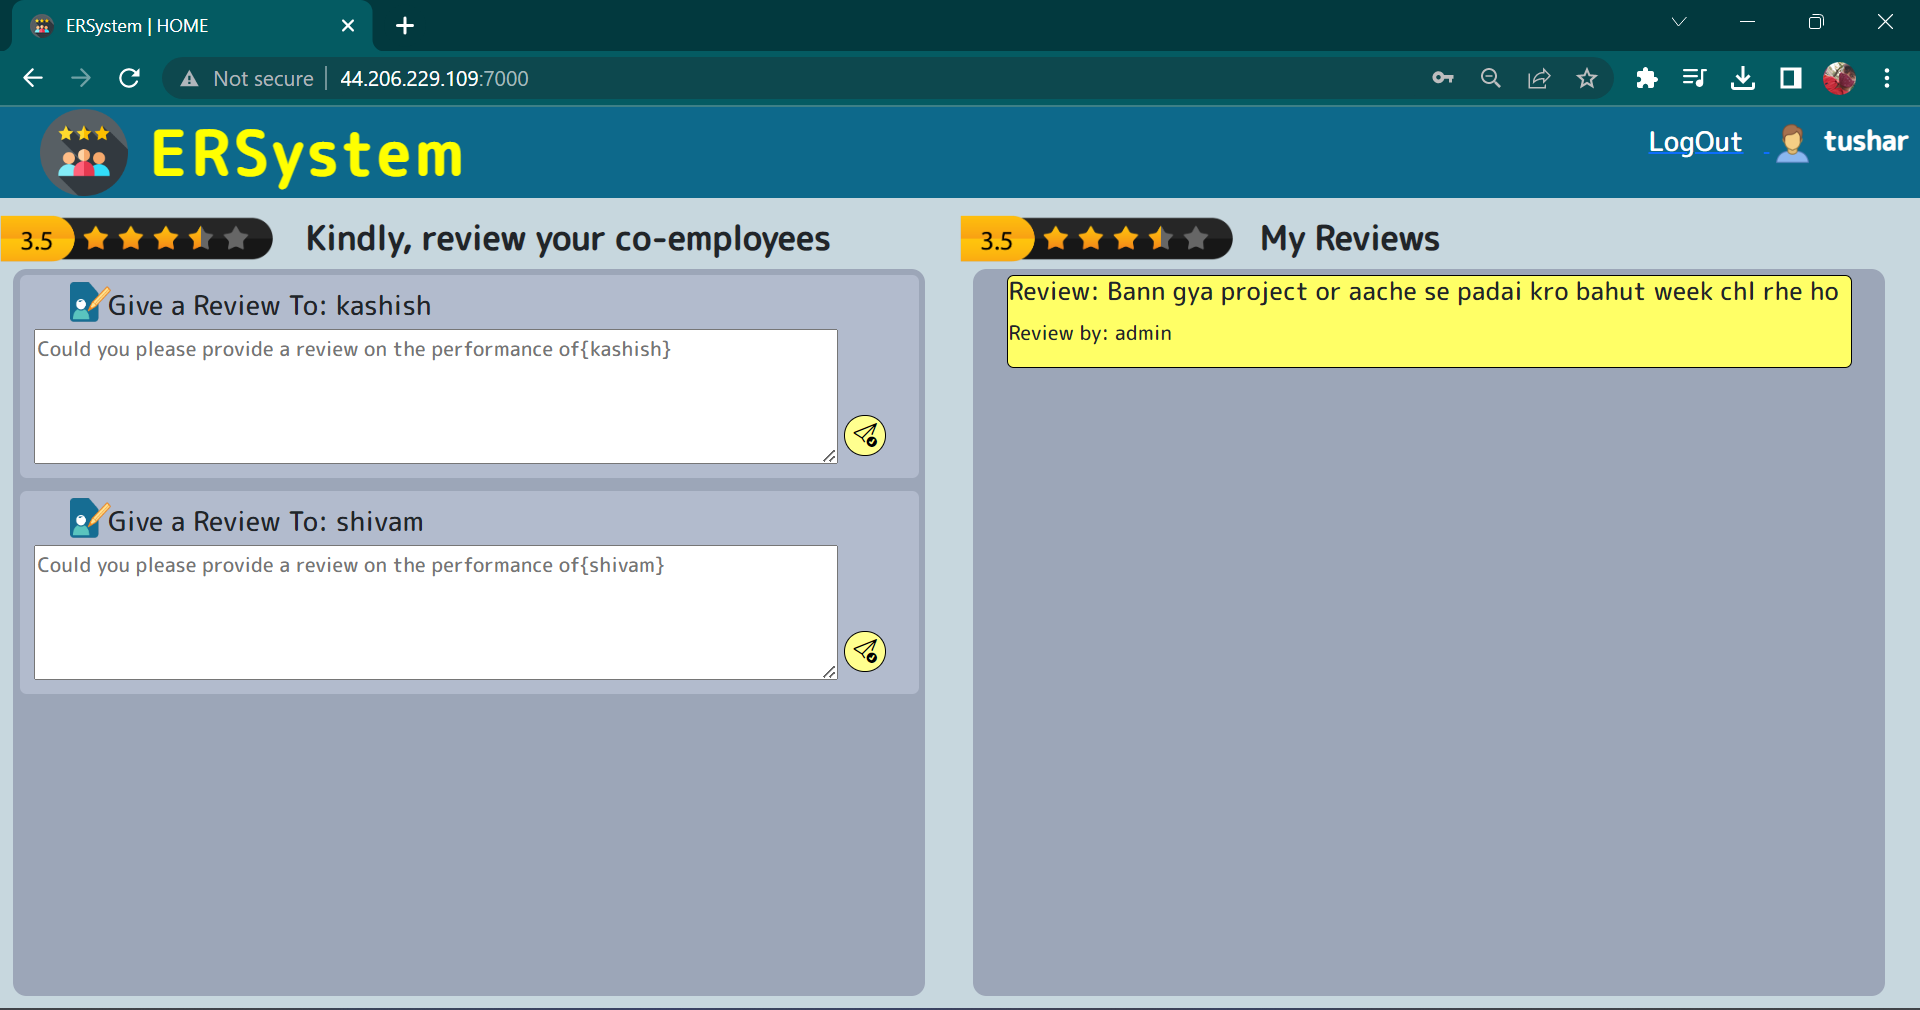 ERSystem | HOME
Not secure | 44.206.229.109:7000
ERSystem
LogOut
tushar
3.5
Kindly, review your co-employees
Give a Review To: kashish
Could you please provide a review on the performance of{kashish}
Give a Review To: shivam
Could you please provide a review on the performance of{shivam}
3.5
My Reviews
Review: Bann gya project or aache se padai kro bahut week chl rhe ho
Review by: admin